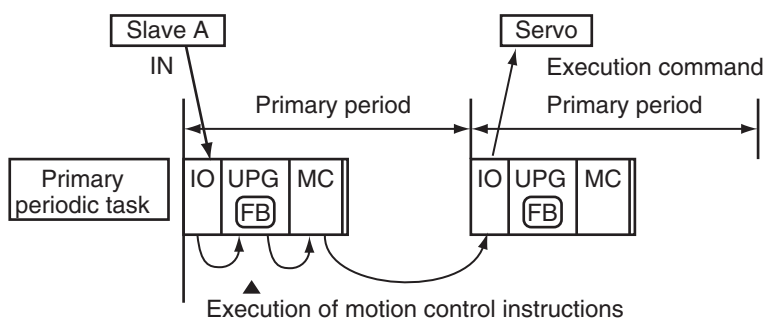 Slave A
Servo
IN
Execution command
Primary period
Primary period
Primary
periodic task
IO UPG MC
FB
IO UPG MC
FB
Execution of motion control instructions